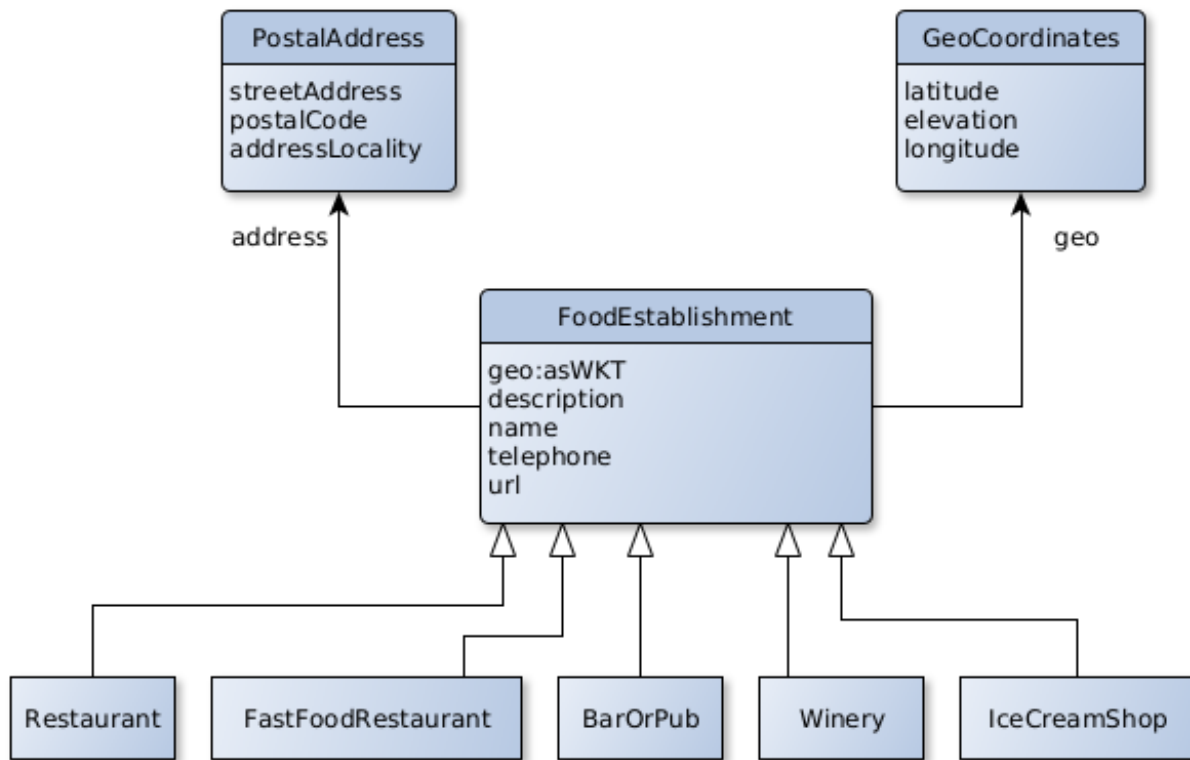 PostalAddress
streetAddress
postalCode
addressLocality
GeoCoordinates
latitude
elevation
longitude
address
geo
FoodEstablishment
geo:asWKT
description
name
telephone
url
Restaurant
FastFoodRestaurant
BarOrPub
Winery
IceCreamShop